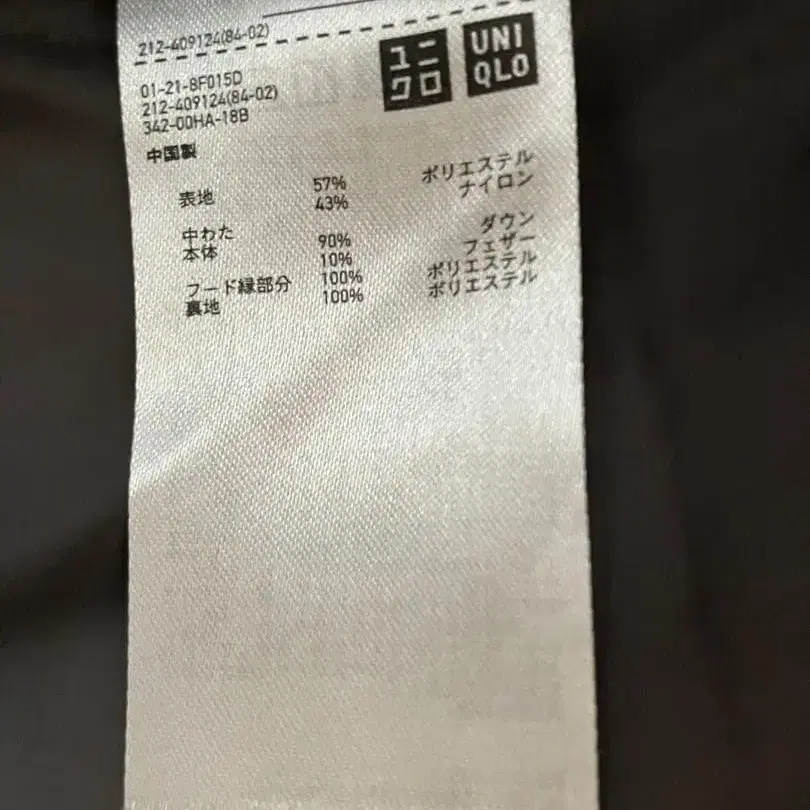 212-409124(84-02)
ユニ
クロ
UNI
QLO
01-21-8F015D
212-409124(84-02)
342-00HA-18B
中国製
表地 57% ポリエステル
43% ナイロン
中わた
本体 90% ダウン
10% フェザー
フード縁部分 100% ポリエステル
裏地 100% ポリエステル